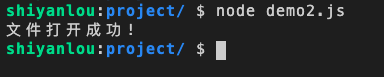 shiyanlou:project/ $ node demo2.js
文件打开成功!
shiyanlou:project/ $